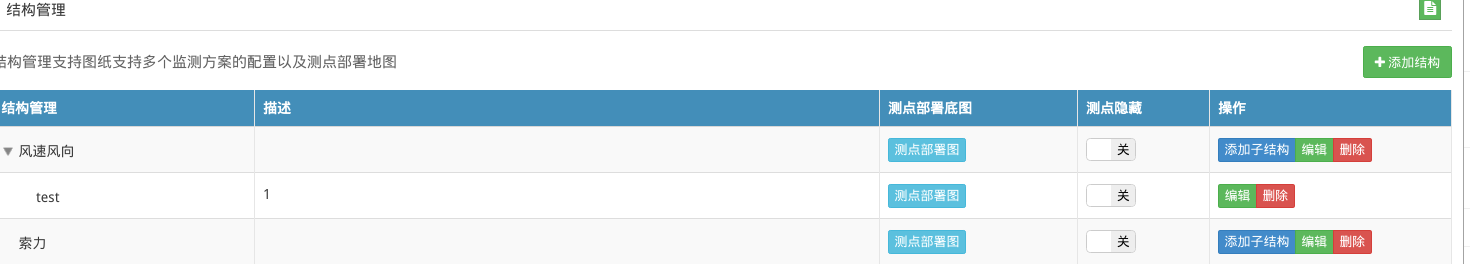 结构管理
结构管理支持图纸支持多个监测方案的配置以及测点部署地图
添加结构
结构管理 描述 测点部署底图 测点隐藏 操作
风速风向 测点部署图 关 添加子结构 编辑 删除
test 1 测点部署图 关 编辑 删除
索力 测点部署图 关 添加子结构 编辑 删除